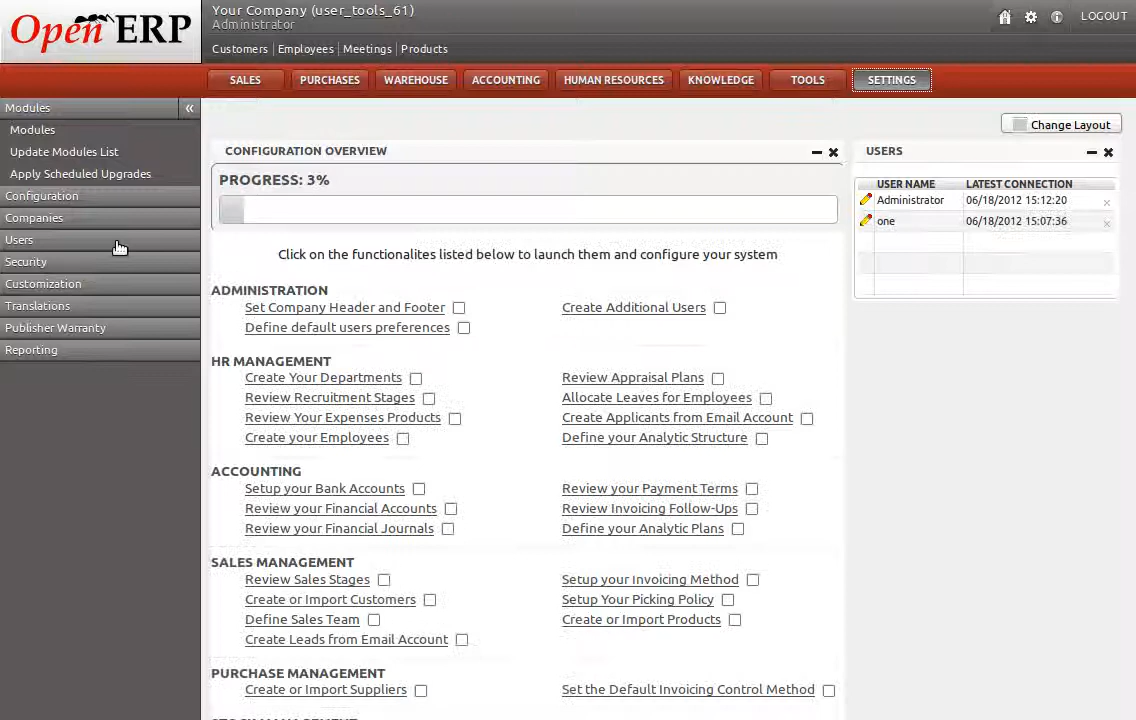 Open ERP
Your Company (user_tools_61)
Administrator
Customers Employees Meetings Products
LOGOUT
SALES PURCHASES WAREHOUSE ACCOUNTING HUMAN RESOURCES KNOWLEDGE TOOLS SETTINGS
Modules «
Modules
Update Modules List
Apply Scheduled Upgrades
Configuration
Companies
Users
Security
Customization
Translations
Publisher Warranty
Reporting
Change Layout
CONFIGURATION OVERVIEW
PROGRESS: 3%
Click on the functionalites listed below to launch them and configure your system
ADMINISTRATION
Set Company Header and Footer Create Additional Users
Define default users preferences
HR MANAGEMENT
Create Your Departments Review Appraisal Plans
Review Recruitment Stages Allocate Leaves for Employees
Review Your Expenses Products Create Applicants from Email Account
Create your Employees Define your Analytic Structure
ACCOUNTING
Setup your Bank Accounts Review your Payment Terms
Review your Financial Accounts Review Invoicing Follow-Ups
Review your Financial Journals Define your Analytic Plans
SALES MANAGEMENT
Review Sales Stages Setup your Invoicing Method
Create or Import Customers Setup Your Picking Policy
Define Sales Team Create or Import Products
Create Leads from Email Account
PURCHASE MANAGEMENT
Create or Import Suppliers Set the Default Invoicing Control Method
USERS
USER NAME LATEST CONNECTION
Administrator 06/18/2012 15:12:20
one 06/18/2012 15:07:36